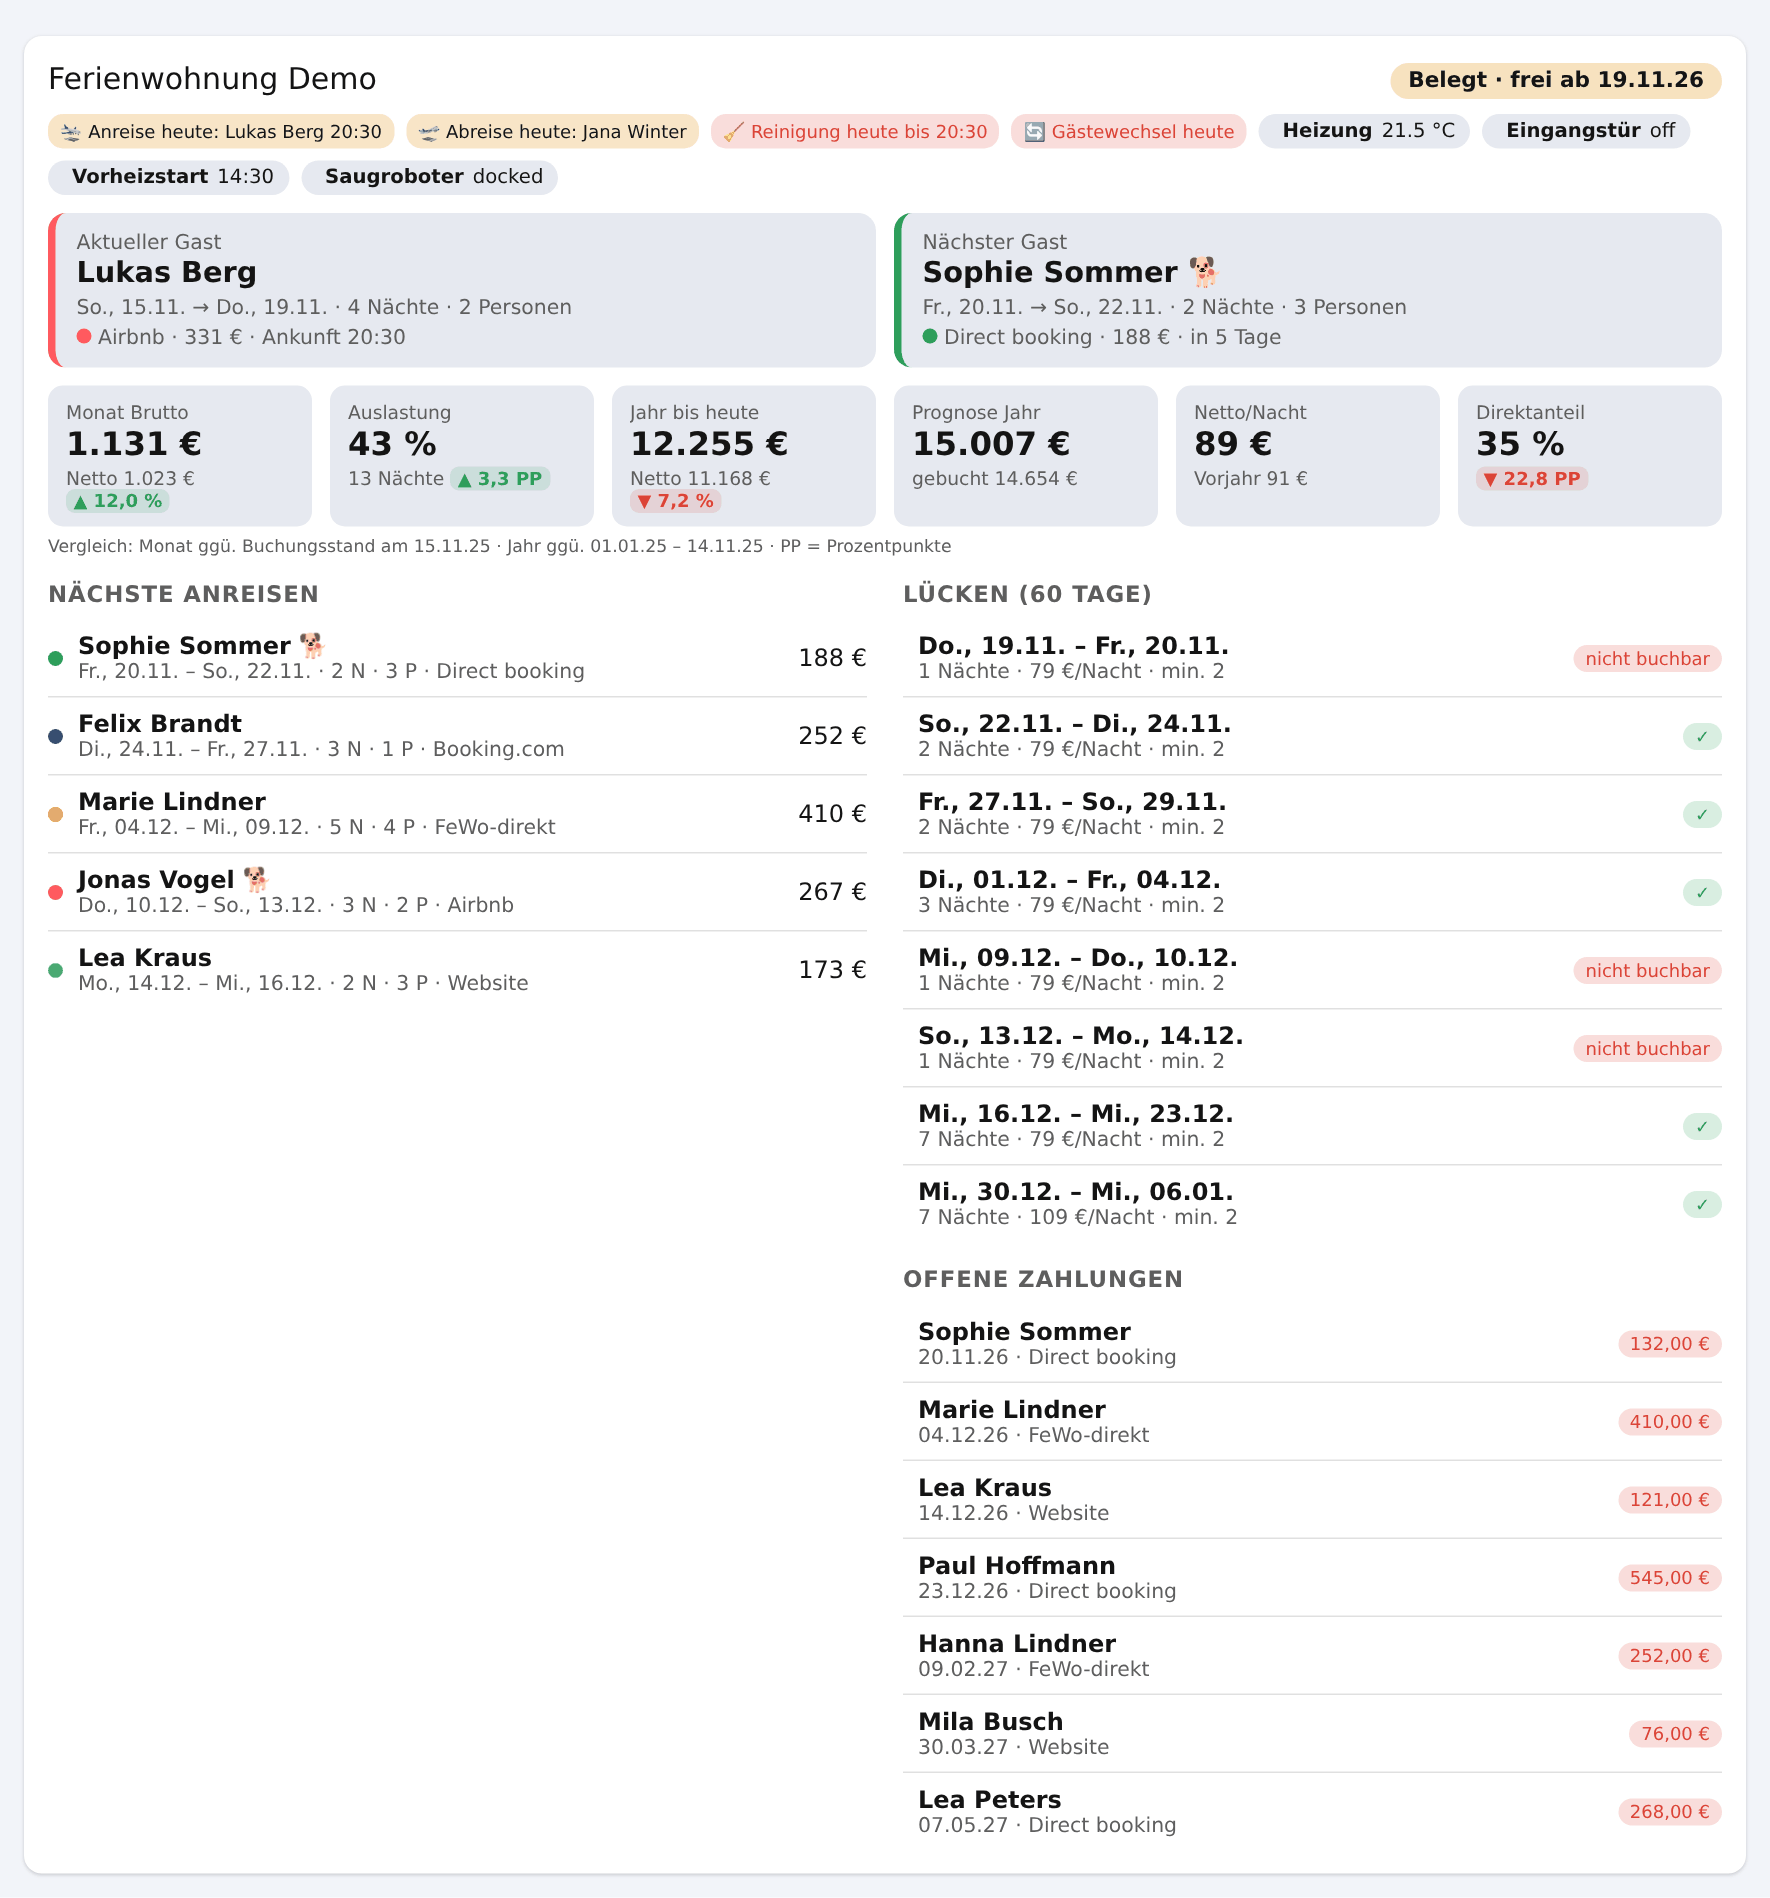 Ferienwohnung Demo
Belegt · frei ab 19.11.26
Anreise heute: Lukas Berg 20:30
Abreise heute: Jana Winter
Reinigung heute bis 20:30
Gästewechsel heute
Heizung 21.5 °C
Eingangstür off
Vorheizstart 14:30
Saugroboter docked
Aktueller Gast
Lukas Berg
So., 15.11. → Do., 19.11. · 4 Nächte · 2 Personen
Airbnb · 331 € · Ankunft 20:30
Nächster Gast
Sophie Sommer 🐕
Fr., 20.11. → So., 22.11. · 2 Nächte · 3 Personen
Direct booking · 188 € · in 5 Tage
Monat Brutto
1.131 €
Netto 1.023 €
▲ 12,0 %
Auslastung
43 %
13 Nächte ▲ 3,3 PP
Jahr bis heute
12.255 €
Netto 11.168 €
▼ 7,2 %
Prognose Jahr
15.007 €
gebucht 14.654 €
Netto/Nacht
89 €
Vorjahr 91 €
Direktanteil
35 %
▼ 22,8 PP
Vergleich: Monat ggü. Buchungsstand am 15.11.25 · Jahr ggü. 01.01.25 – 14.11.25 · PP = Prozentpunkte
NÄCHSTE ANREISEN
Sophie Sommer 🐕
Fr., 20.11. – So., 22.11. · 2 N · 3 P · Direct booking
188 €
Felix Brandt
Di., 24.11. – Fr., 27.11. · 3 N · 1 P · Booking.com
252 €
Marie Lindner
Fr., 04.12. – Mi., 09.12. · 5 N · 4 P · FeWo-direkt
410 €
Jonas Vogel 🐕
Do., 10.12. – So., 13.12. · 3 N · 2 P · Airbnb
267 €
Lea Kraus
Mo., 14.12. – Mi., 16.12. · 2 N · 3 P · Website
173 €
LÜCKEN (60 TAGE)
Do., 19.11. – Fr., 20.11.
1 Nächte · 79 €/Nacht · min. 2
nicht buchbar
So., 22.11. – Di., 24.11.
2 Nächte · 79 €/Nacht · min. 2
✓
Fr., 27.11. – So., 29.11.
2 Nächte · 79 €/Nacht · min. 2
✓
Di., 01.12. – Fr., 04.12.
3 Nächte · 79 €/Nacht · min. 2
✓
Mi., 09.12. – Do., 10.12.
1 Nächte · 79 €/Nacht · min. 2
nicht buchbar
So., 13.12. – Mo., 14.12.
1 Nächte · 79 €/Nacht · min. 2
nicht buchbar
Mi., 16.12. – Mi., 23.12.
7 Nächte · 79 €/Nacht · min. 2
✓
Mi., 30.12. – Mi., 06.01.
7 Nächte · 109 €/Nacht · min. 2
✓
OFFENE ZAHLUNGEN
Sophie Sommer
20.11.26 · Direct booking
132,00 €
Marie Lindner
04.12.26 · FeWo-direkt
410,00 €
Lea Kraus
14.12.26 · Website
121,00 €
Paul Hoffmann
23.12.26 · Direct booking
545,00 €
Hanna Lindner
09.02.27 · FeWo-direkt
252,00 €
Mila Busch
30.03.27 · Website
76,00 €
Lea Peters
07.05.27 · Direct booking
268,00 €